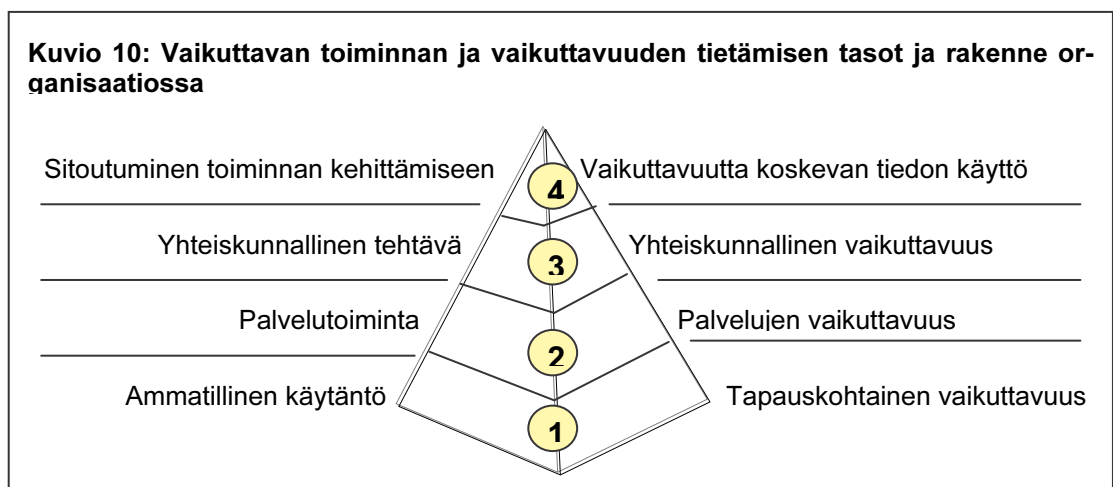 Kuvio 10: Vaikuttavan toiminnan ja vaikuttavuuden tietämisen tasot ja rakenne or-
ganisaatiossa
Sitoutuminen toiminnan kehittämiseen 4 Vaikuttavuutta koskevan tiedon käyttö
Yhteiskunnallinen tehtävä 3 Yhteiskunnallinen vaikuttavuus
Palvelutoiminta 2 Palvelujen vaikuttavuus
Ammatillinen käytäntö 1 Tapauskohtainen vaikuttavuus